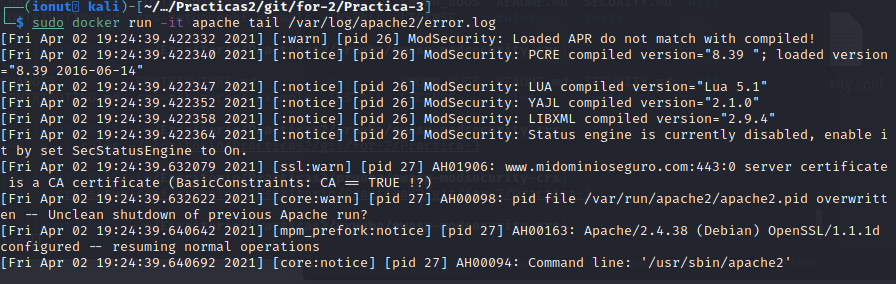 (ionut㉿kali)-[~/…/Practicas2/git/for-2/Practica-3]
$ sudo docker run -it apache tail /var/log/apache2/error.log
[Fri Apr 02 19:24:39.422332 2021] [:warn] [pid 26] ModSecurity: Loaded APR do not match with compiled!
[Fri Apr 02 19:24:39.422340 2021] [:notice] [pid 26] ModSecurity: PCRE compiled version="8.39 "; loaded version
="8.39 2016-06-14"
[Fri Apr 02 19:24:39.422347 2021] [:notice] [pid 26] ModSecurity: LUA compiled version="Lua 5.1"
[Fri Apr 02 19:24:39.422352 2021] [:notice] [pid 26] ModSecurity: YAJL compiled version="2.1.0"
[Fri Apr 02 19:24:39.422358 2021] [:notice] [pid 26] ModSecurity: LIBXML compiled version="2.9.4"
[Fri Apr 02 19:24:39.422364 2021] [:notice] [pid 26] ModSecurity: Status engine is currently disabled, enable i
t by set SecStatusEngine to On.
[Fri Apr 02 19:24:39.632079 2021] [ssl:warn] [pid 27] AH01906: www.midominioseguro.com:443:0 server certificate
is a CA certificate (BasicConstraints: CA == TRUE !?)
[Fri Apr 02 19:24:39.632622 2021] [core:warn] [pid 27] AH00098: pid file /var/run/apache2/apache2.pid overwritt
en -- Unclean shutdown of previous Apache run?
[Fri Apr 02 19:24:39.640642 2021] [mpm_prefork:notice] [pid 27] AH00163: Apache/2.4.38 (Debian) OpenSSL/1.1.1d
configured -- resuming normal operations
[Fri Apr 02 19:24:39.640692 2021] [core:notice] [pid 27] AH00094: Command line: '/usr/sbin/apache2'